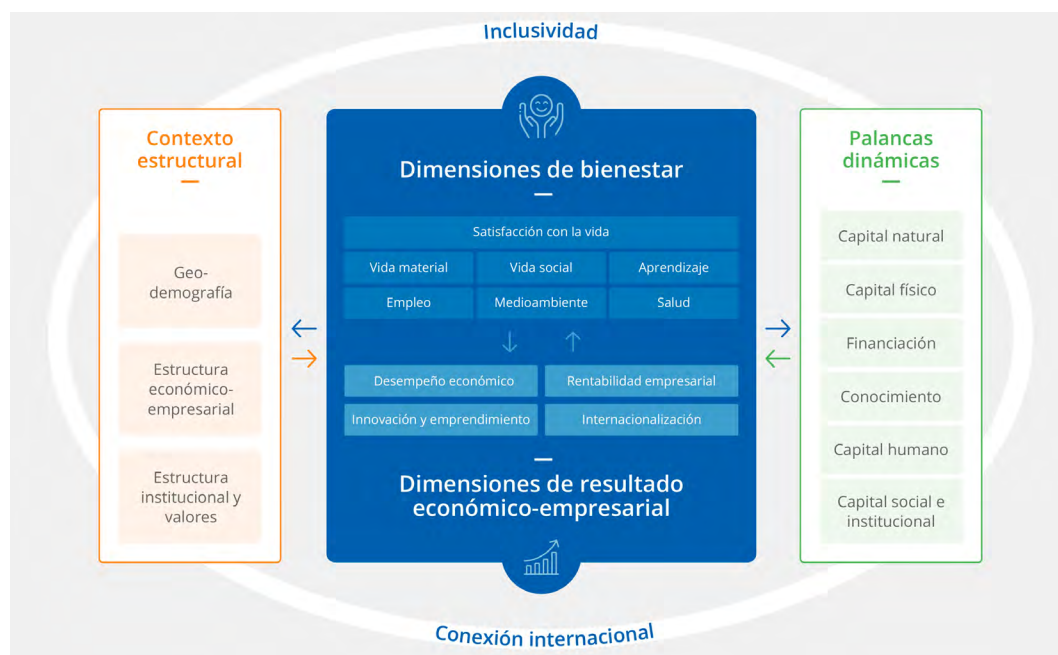 Inclusividad
Contexto
estructural
Geo-
demografía
Estructura
económico-
empresarial
Estructura
institucional y
valores
Dimensiones de bienestar
Satisfacción con la vida
Vida material
Vida social
Aprendizaje
Empleo
Medioambiente
Salud
Desempeño económico
Rentabilidad empresarial
Innovación y emprendimiento
Internacionalización
Dimensiones de resultado
económico-empresarial
Palancas
dinámicas
Capital natural
Capital físico
Financiación
Conocimiento
Capital humano
Capital social e
institucional
Conexión internacional